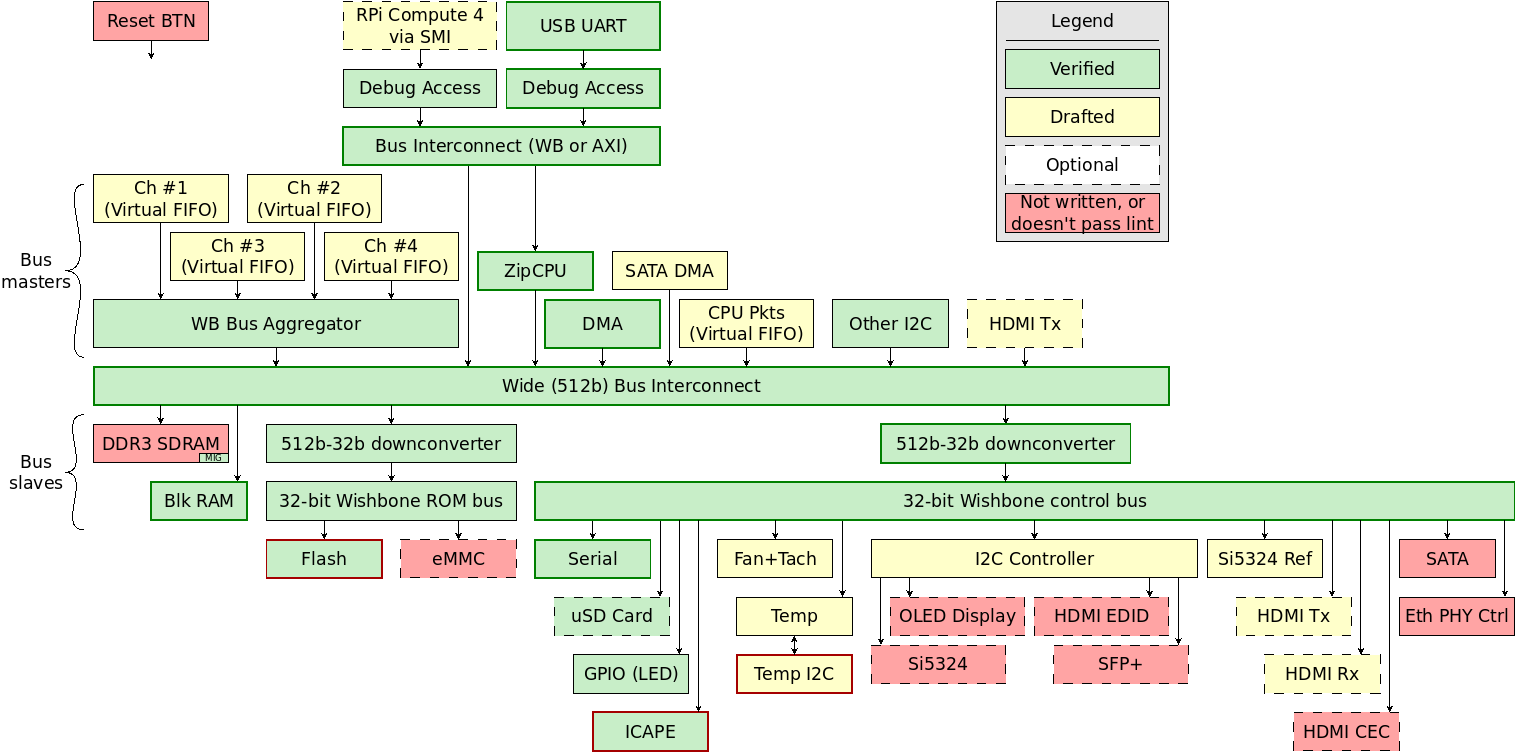 Reset BTN
RPi Compute 4
via SMI
USB UART
Legend
Verified
Drafted
Optional
Not written, or
doesn't pass lint
Debug Access
Debug Access
Bus Interconnect (WB or AXI)
Bus
masters
Ch #1
(Virtual FIFO)
Ch #2
(Virtual FIFO)
Ch #3
(Virtual FIFO)
Ch #4
(Virtual FIFO)
ZipCPU
SATA DMA
WB Bus Aggregator
DMA
CPU Pkts
(Virtual FIFO)
Other I2C
HDMI Tx
Wide (512b) Bus Interconnect
Bus
slaves
DDR3 SDRAM
MIG
512b-32b downconverter
512b-32b downconverter
Blk RAM
32-bit Wishbone ROM bus
32-bit Wishbone control bus
Flash
eMMC
Serial
Fan+Tach
I2C Controller
Si5324 Ref
SATA
uSD Card
Temp
OLED Display
HDMI EDID
HDMI Tx
Eth PHY Ctrl
GPIO (LED)
Temp I2C
Si5324
SFP+
HDMI Rx
ICAPE
HDMI CEC